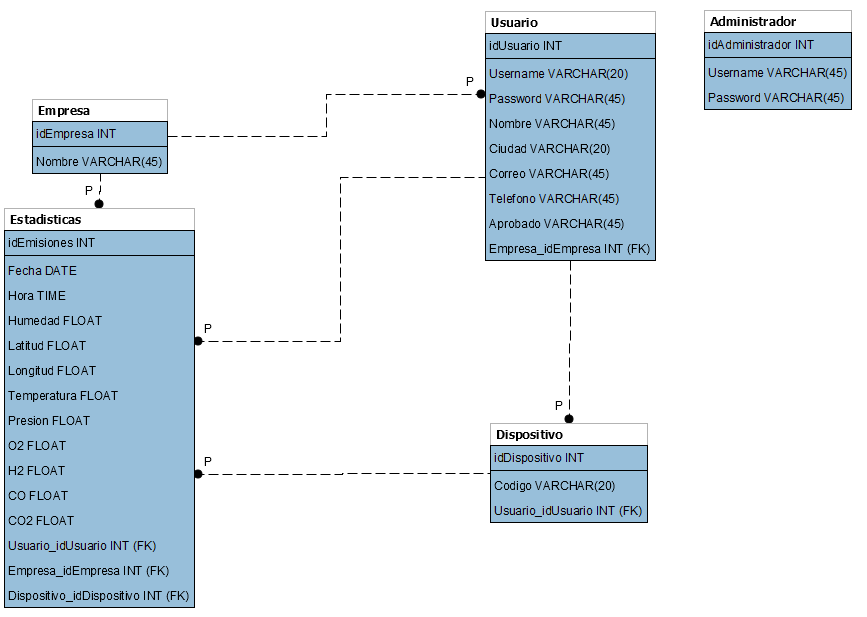 Usuario
idUsuario INT
Username VARCHAR(20)
Password VARCHAR(45)
Nombre VARCHAR(45)
Ciudad VARCHAR(20)
Correo VARCHAR(45)
Telefono VARCHAR(45)
Aprobado VARCHAR(45)
Empresa_idEmpresa INT (FK)
Administrador
idAdministrador INT
Username VARCHAR(45)
Password VARCHAR(45)
P
Empresa
idEmpresa INT
Nombre VARCHAR(45)
P
Estadisticas
idEmisiones INT
Fecha DATE
Hora TIME
Humedad FLOAT
Latitud FLOAT
Longitud FLOAT
Temperatura FLOAT
Presion FLOAT
O2 FLOAT
H2 FLOAT
CO FLOAT
CO2 FLOAT
Usuario_idUsuario INT (FK)
Empresa_idEmpresa INT (FK)
Dispositivo_idDispositivo INT (FK)
P
P
P
Dispositivo
idDispositivo INT
Codigo VARCHAR(20)
Usuario_idUsuario INT (FK)